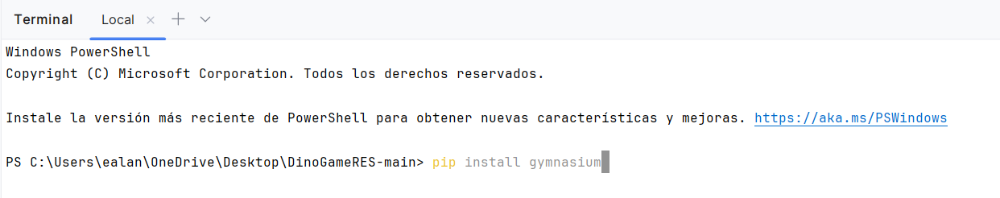 Terminal Local
Windows PowerShell
Copyright (C) Microsoft Corporation. Todos los derechos reservados.
Instale la versión más reciente de PowerShell para obtener nuevas características y mejoras. https://aka.ms/PSWindows
PS C:\Users\ealan\OneDrive\Desktop\DinoGameRES-main> pip install gymnasium